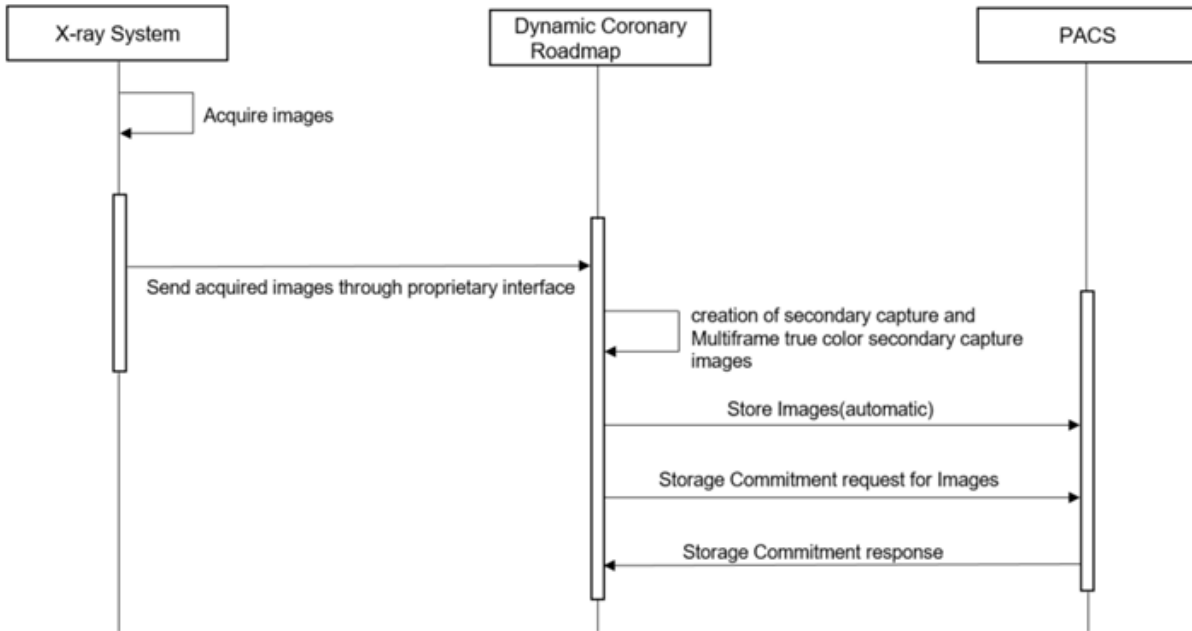 X-ray System
Dynamic Coronary
Roadmap
PACS
Acquire images
Send acquired images through proprietary interface
creation of secondary capture and
Multiframe true color secondary capture
images
Store Images(automatic)
Storage Commitment request for Images
Storage Commitment response